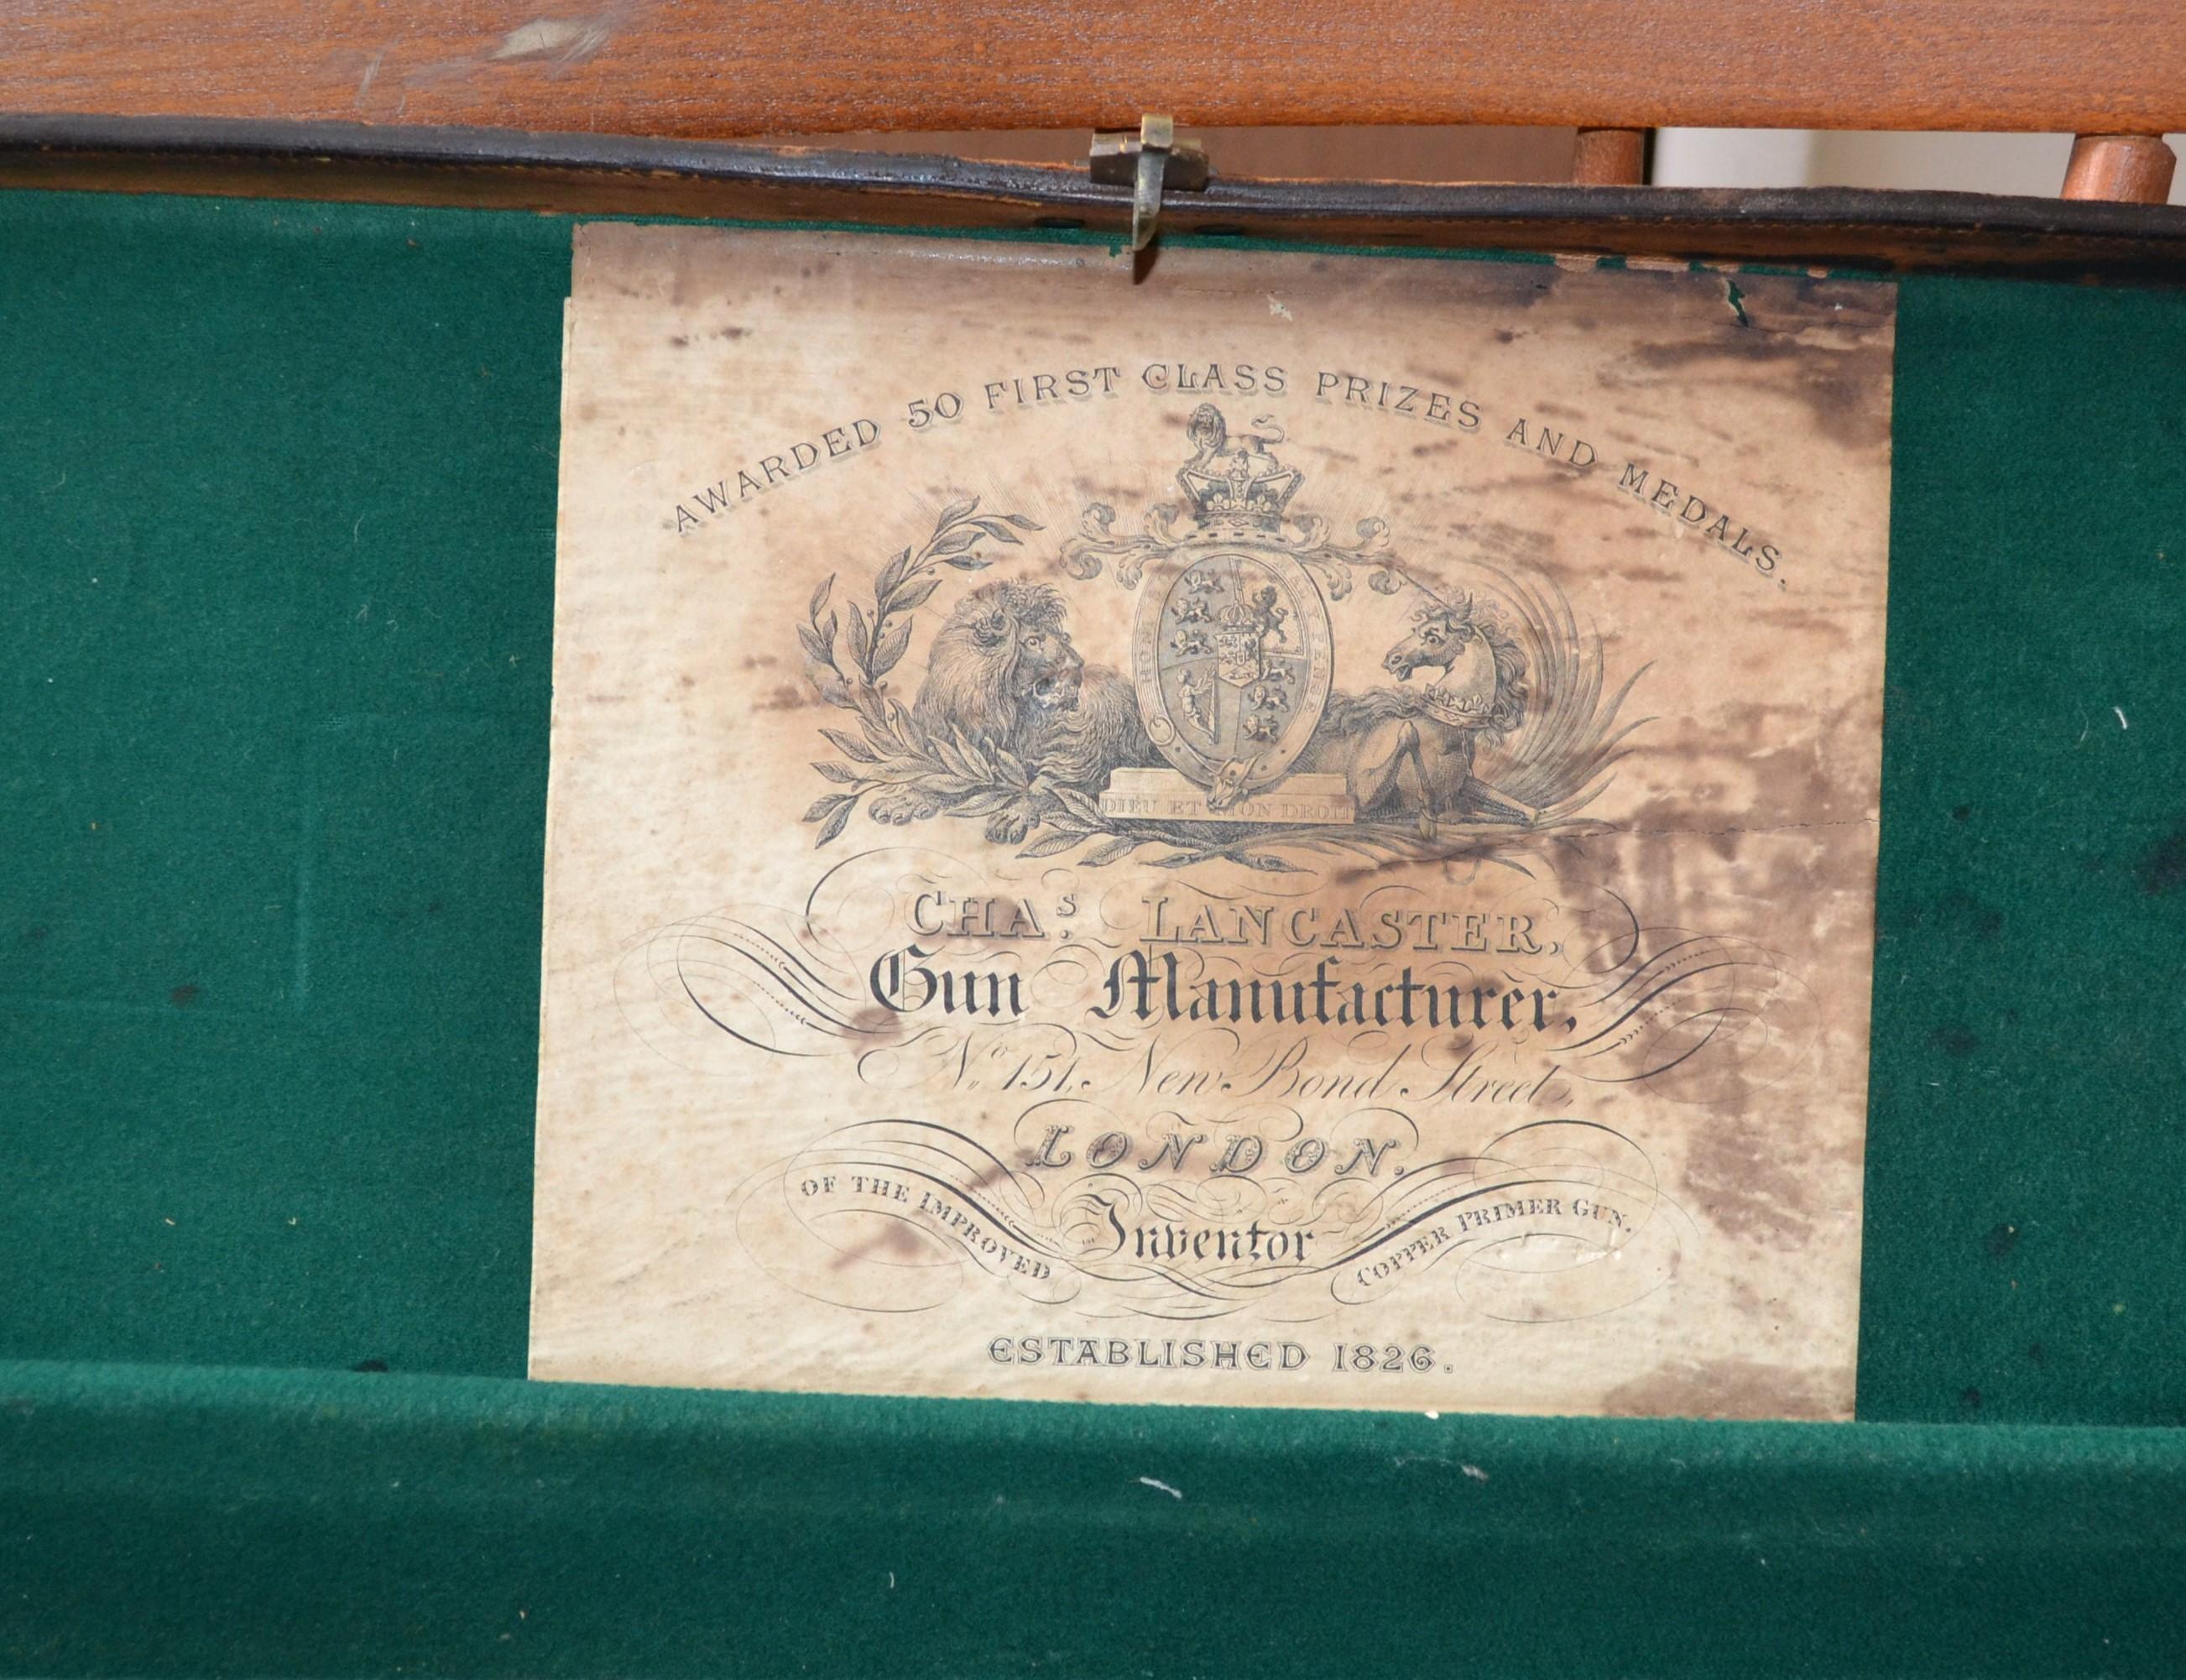 AWARDED 50 FIRST CLASS PRIZES AND MEDALS.
DIEU ET MON DROIT
CHAS. LANCASTER,
Gun Manufacturer,
No. 151, New Bond Street,
LONDON.
Inventor
OF THE IMPROVED COPPER PRIMER GUN.
ESTABLISHED 1826.